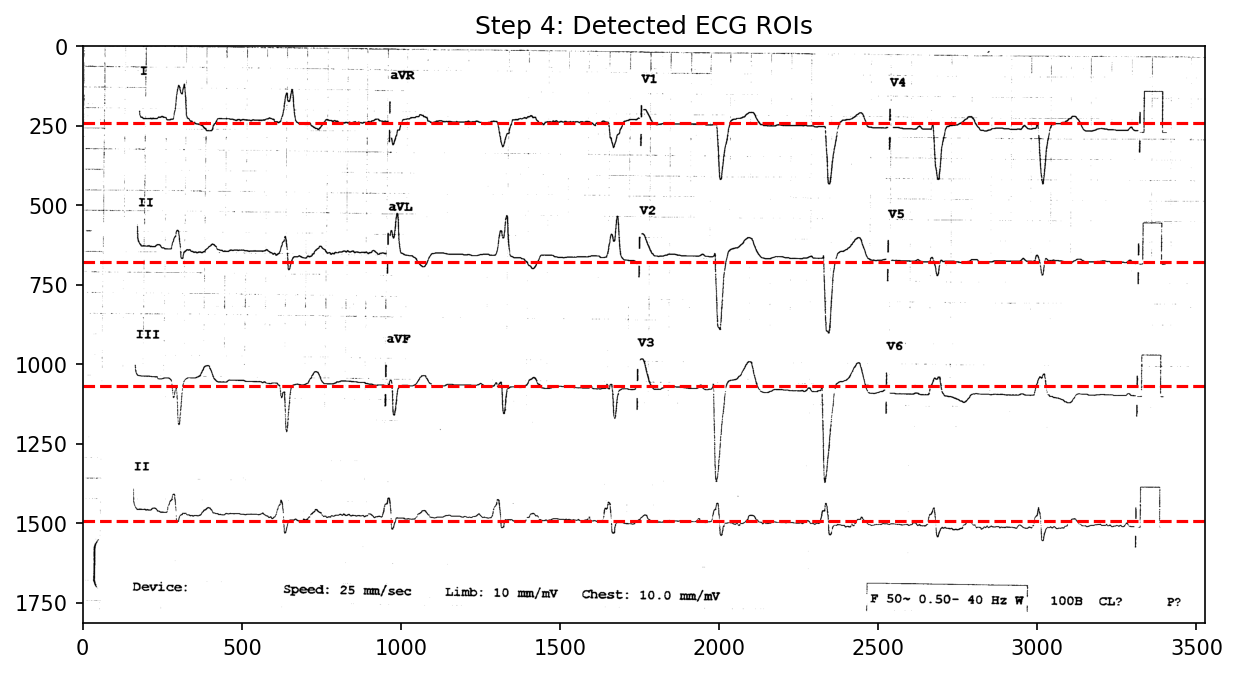 Step 4: Detected ECG ROIs
0
I
aVR
V1
V4
250
500
II
aVL
V2
V5
750
1000
III
aVF
V3
V6
1250
II
1500
Device: Speed: 25 mm/sec Limb: 10 mm/mV Chest: 10.0 mm/mV
F 50~ 0.50- 40 Hz W 100B CL? P?
1750
0 500 1000 1500 2000 2500 3000 3500